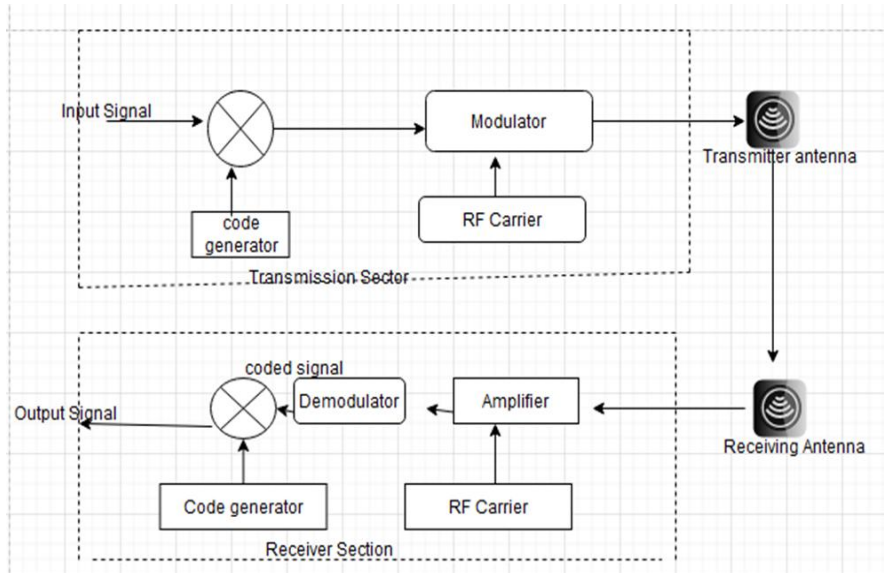 Input Signal
Modulator
Transmitter antenna
code
generator
RF Carrier
Transmission Sector
coded signal
Demodulator
Amplifier
Output Signal
Receiving Antenna
Code generator
RF Carrier
Receiver Section